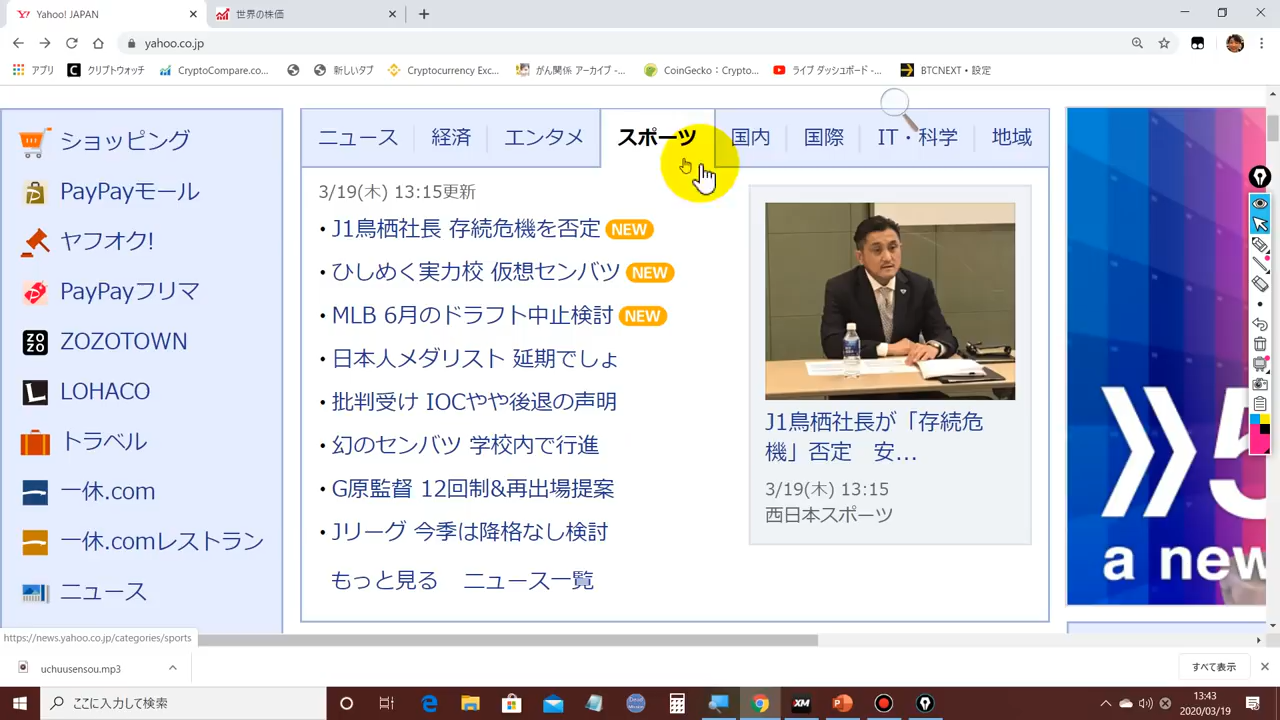 Yahoo! JAPAN
世界の株価
yahoo.co.jp
アプリ
クリプトウォッチ
CryptoCompare.co...
新しいタブ
Cryptocurrency Exc...
がん関係 アーカイブ -...
CoinGecko：Crypto...
ライブ ダッシュボード - ...
BTCNEXT・設定
ショッピング
PayPayモール
ヤフオク!
PayPayフリマ
ZOZO
ZOZOTOWN
LOHACO
トラベル
一休.com
一休.comレストラン
ニュース
ニュース
経済
エンタメ
スポーツ
国内
国際
IT・科学
地域
3/19(木) 13:15更新
・J1鳥栖社長 存続危機を否定 NEW
・ひしめく実力校 仮想センバツ NEW
・MLB 6月のドラフト中止検討 NEW
・日本人メダリスト 延期でしょ
・批判受け IOCやや後退の声明
・幻のセンバツ 学校内で行進
・G原監督 12回制&再出場提案
・Jリーグ 今季は降格なし検討
もっと見る ニュース一覧
J1鳥栖社長が「存続危
機」否定 安...
3/19(木) 13:15
西日本スポーツ
a new
https://news.yahoo.co.jp/categories/sports
uchuusensou.mp3
すべて表示
ここに入力して検索
XM
13:43
2020/03/19